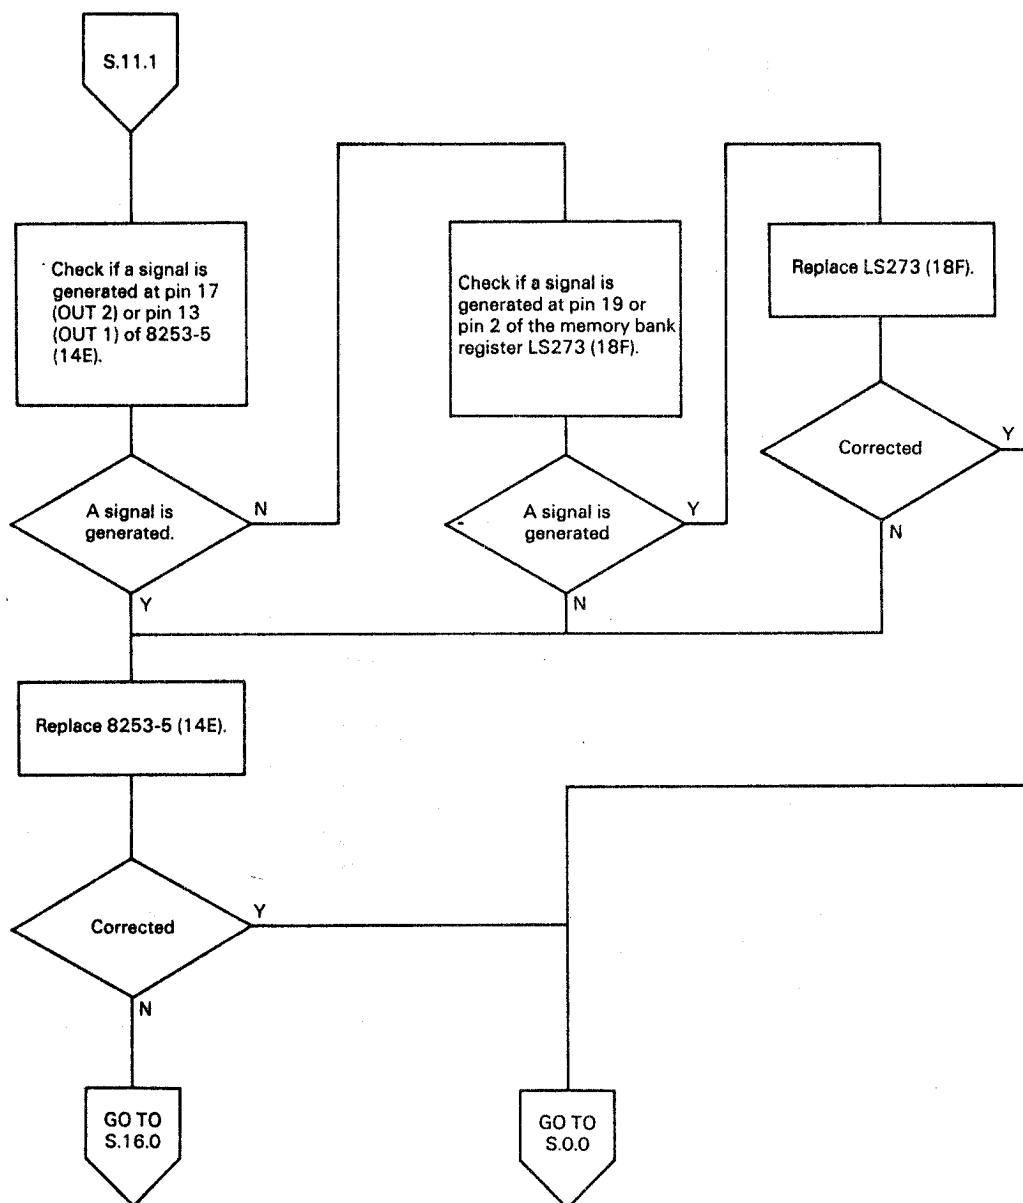 S.11.1
Check if a signal is
generated at pin 17
(OUT 2) or pin 13
(OUT 1) of 8253-5
(14E).
A signal is
generated.
N
Y
Check if a signal is
generated at pin 19 or
pin 2 of the memory bank
register LS273 (18F).
A signal is
generated
Y
N
Replace LS273 (18F).
Corrected
Y
N
Replace 8253-5 (14E).
Corrected
Y
N
GO TO
S.16.0
GO TO
S.0.0